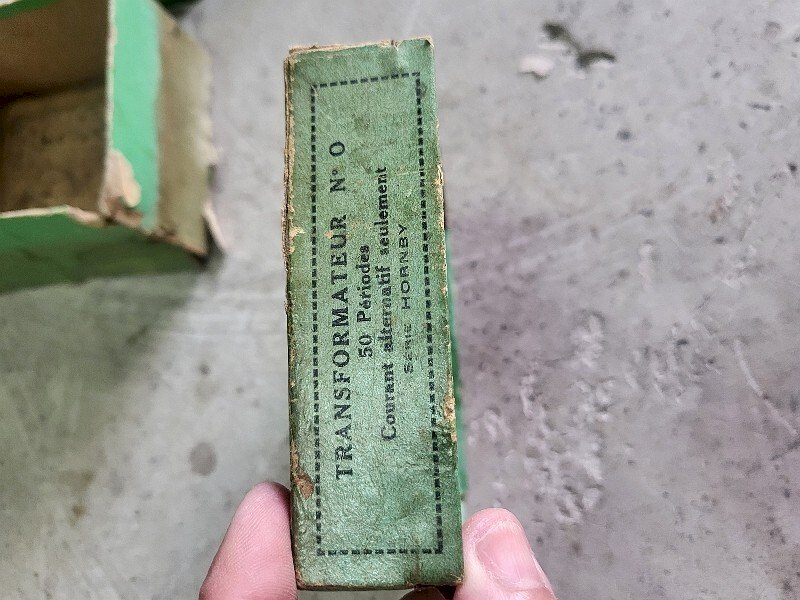 TRANSFORMATEUR N° 0
50 Périodes
Courant alternatif seulement
SÉRIE HORNBY